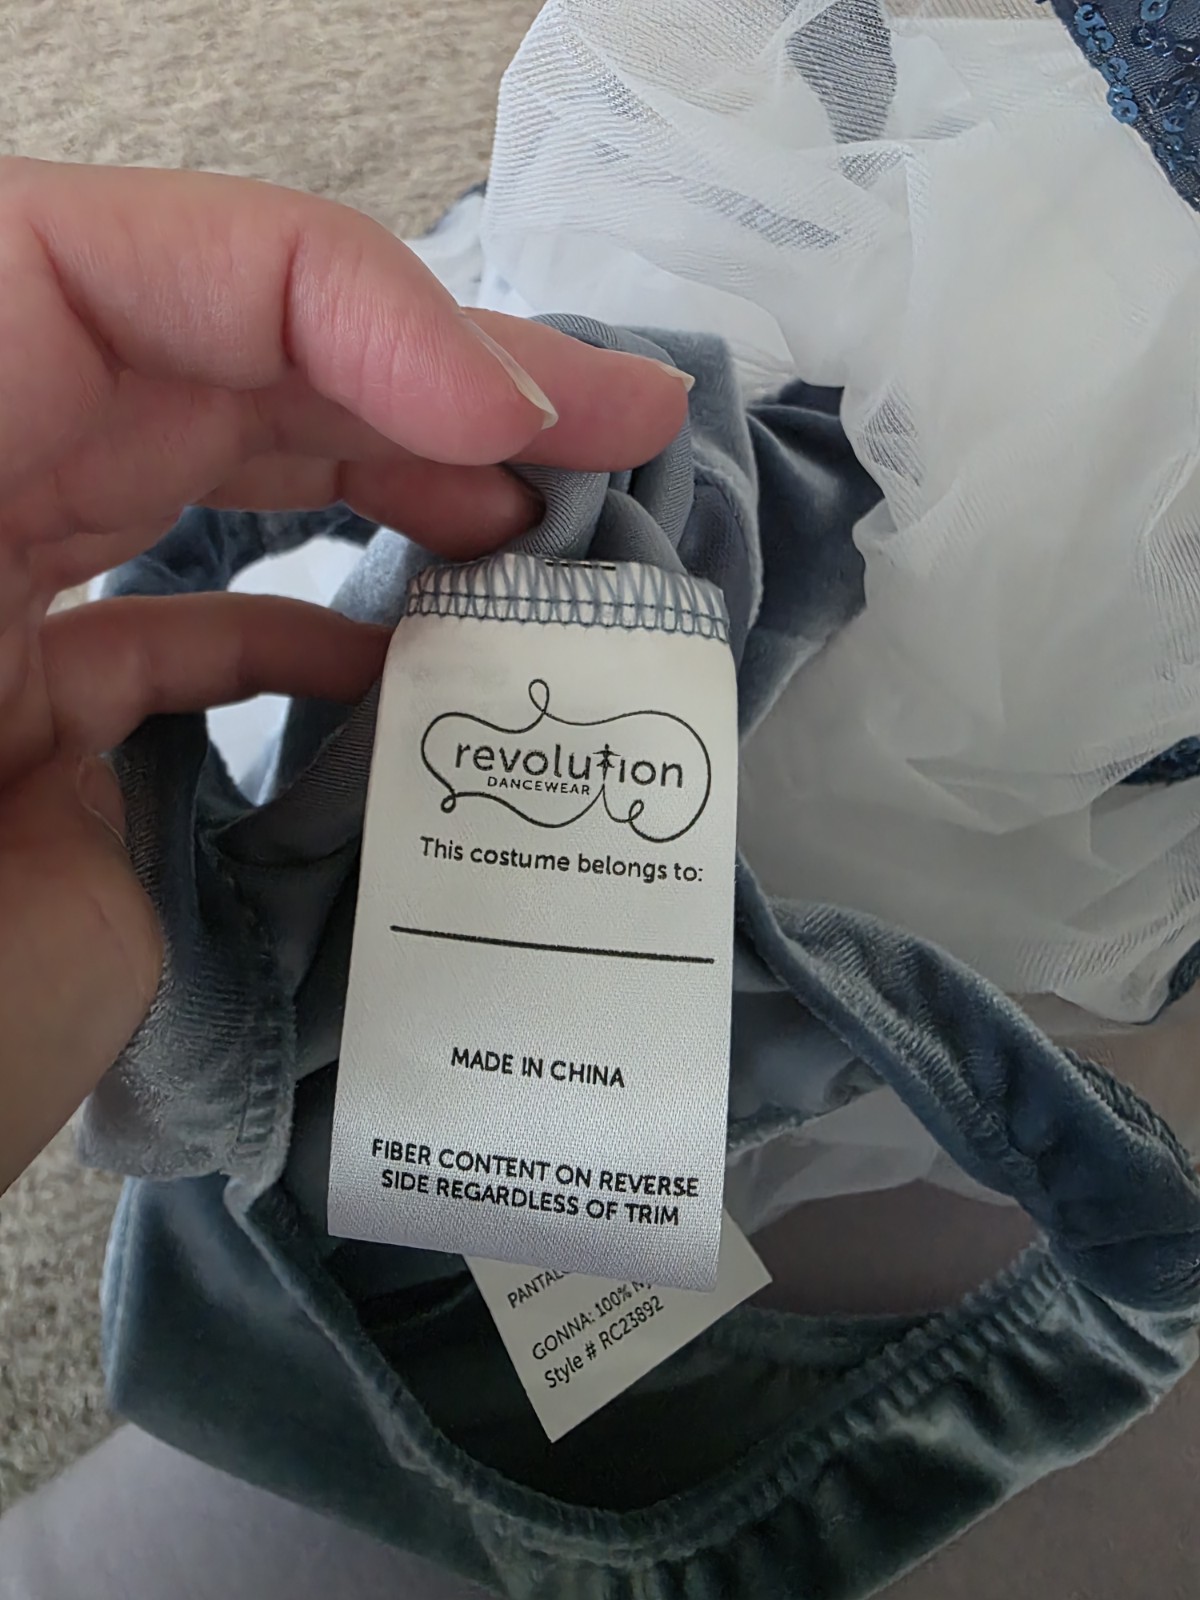 revolution
DANCEWEAR
This costume belongs to:
MADE IN CHINA
FIBER CONTENT ON REVERSE
SIDE REGARDLESS OF TRIM
GONNA: 100%
Style # RC23892